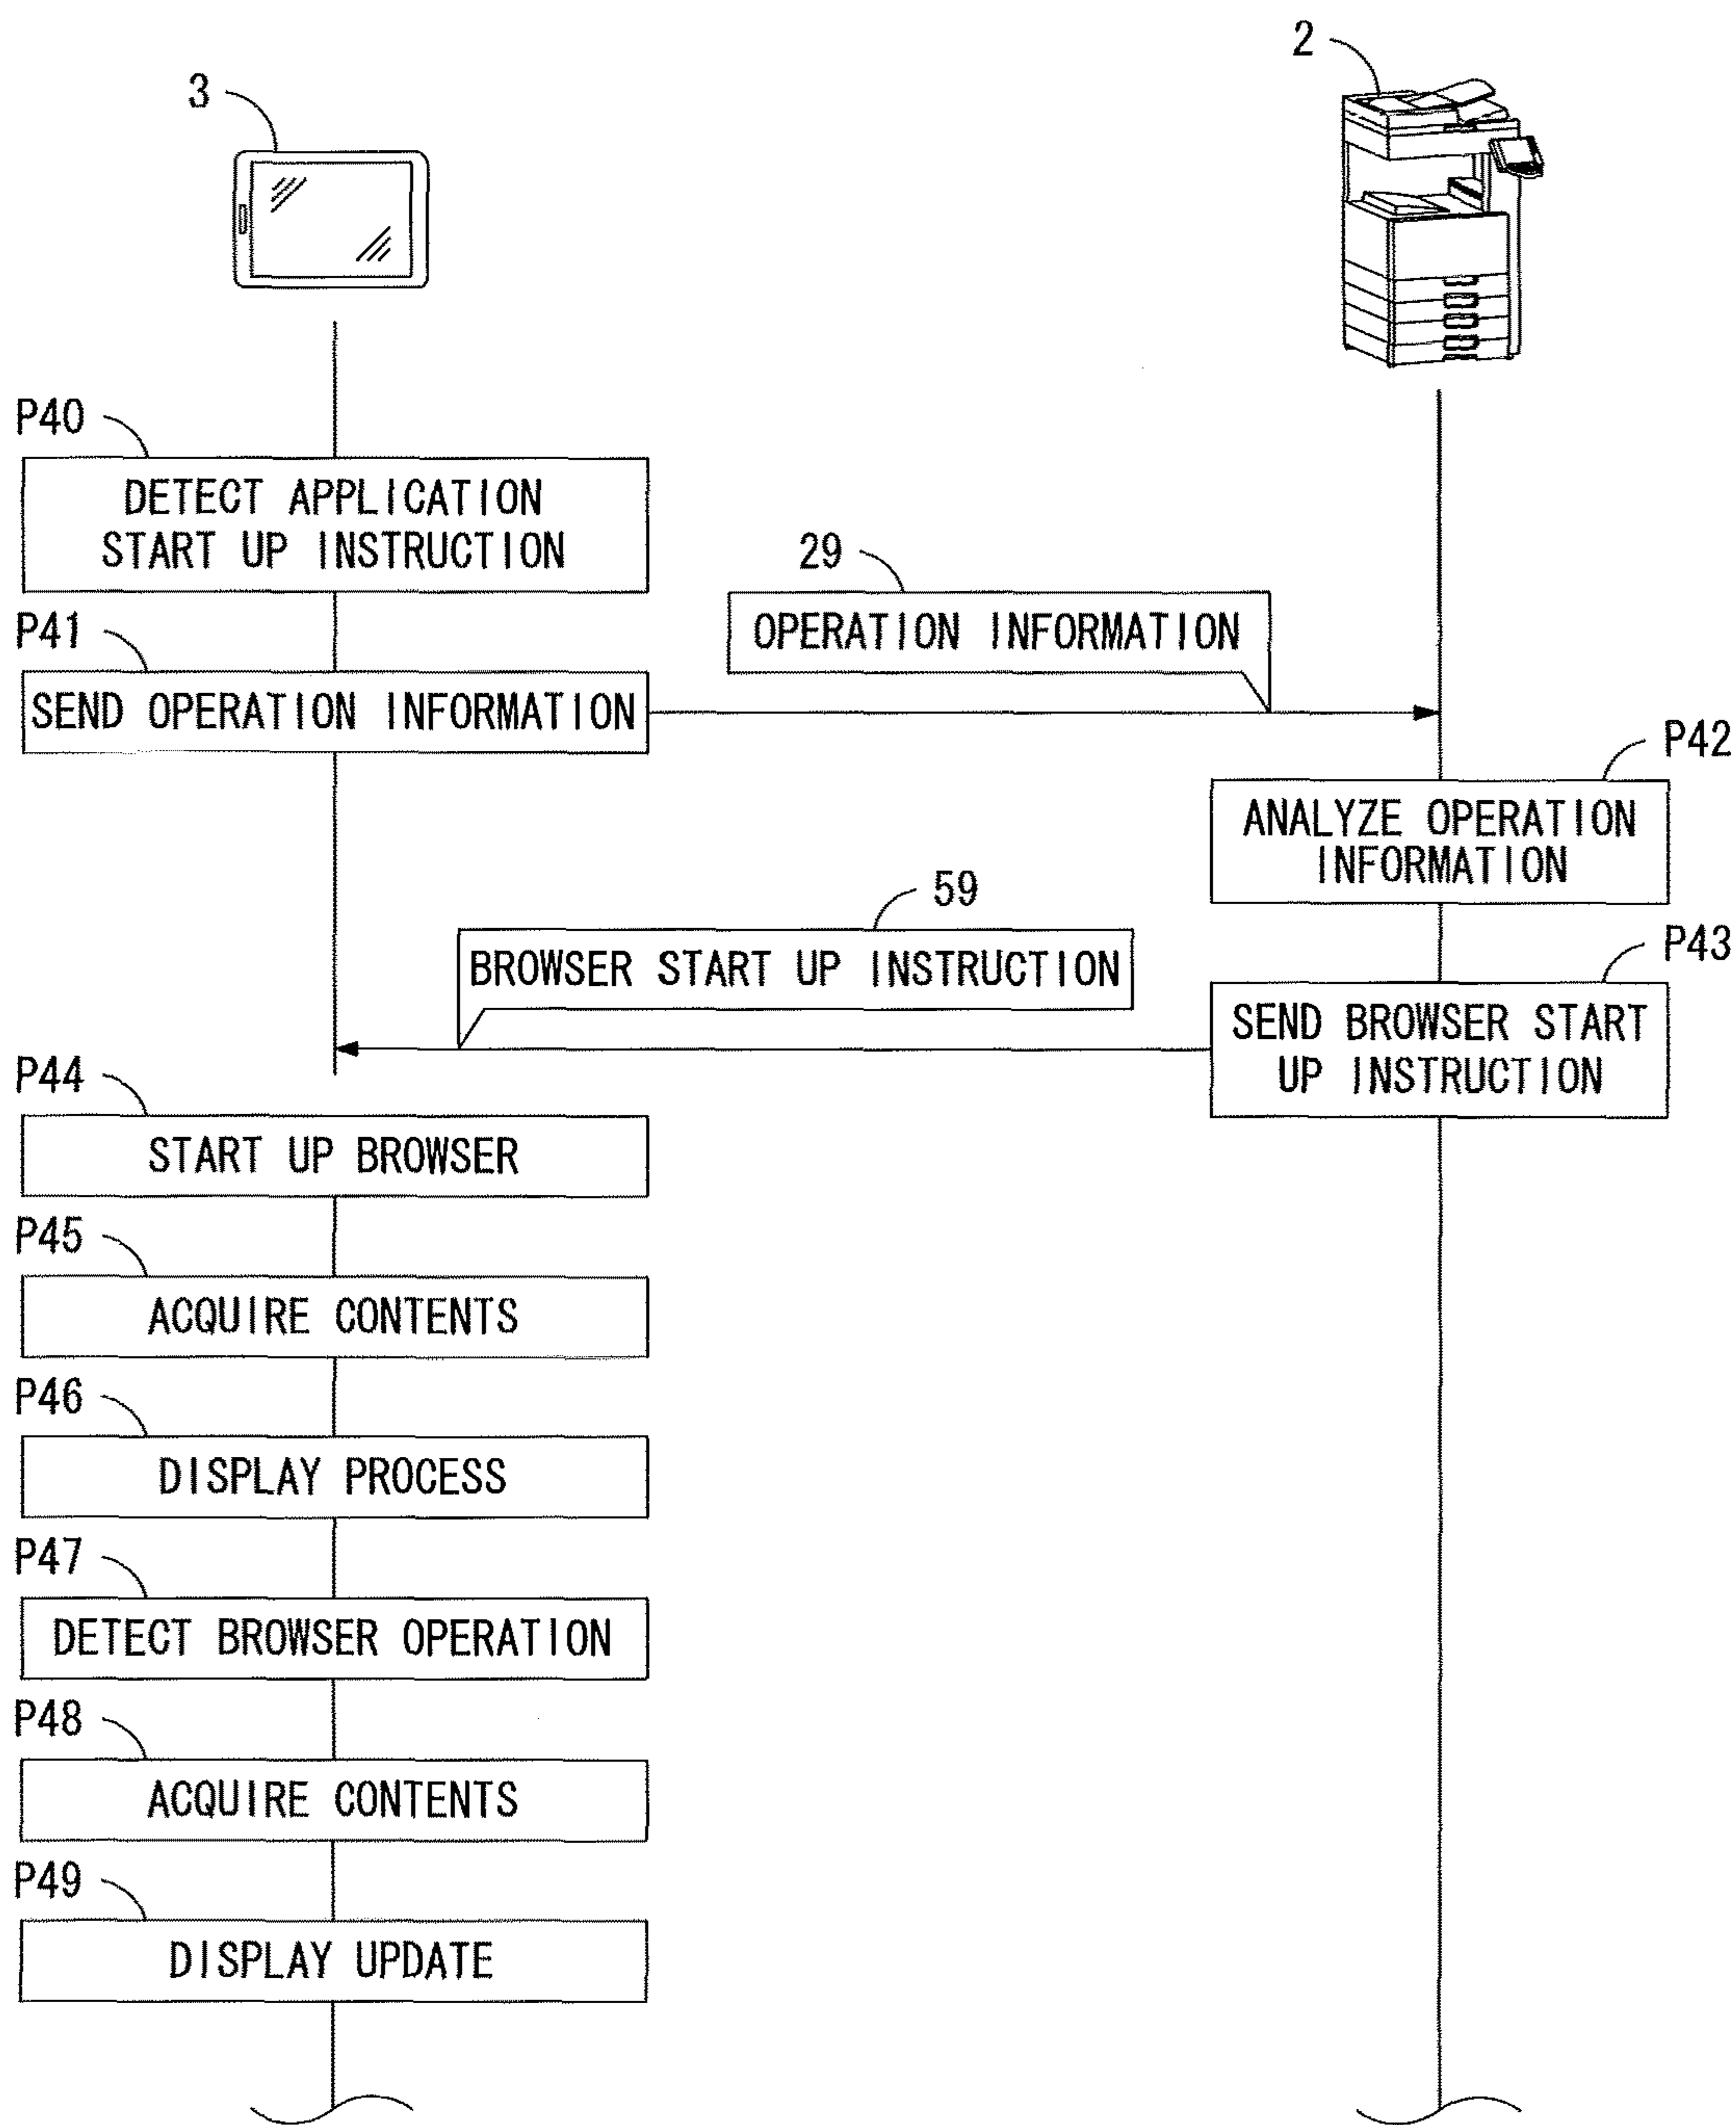 2
3
P40
DETECT APPLICATION
START UP INSTRUCTION
29
OPERATION INFORMATION
P41
SEND OPERATION INFORMATION
P42
ANALYZE OPERATION
INFORMATION
59
BROWSER START UP INSTRUCTION
P43
SEND BROWSER START
UP INSTRUCTION
P44
START UP BROWSER
P45
ACQUIRE CONTENTS
P46
DISPLAY PROCESS
P47
DETECT BROWSER OPERATION
P48
ACQUIRE CONTENTS
P49
DISPLAY UPDATE